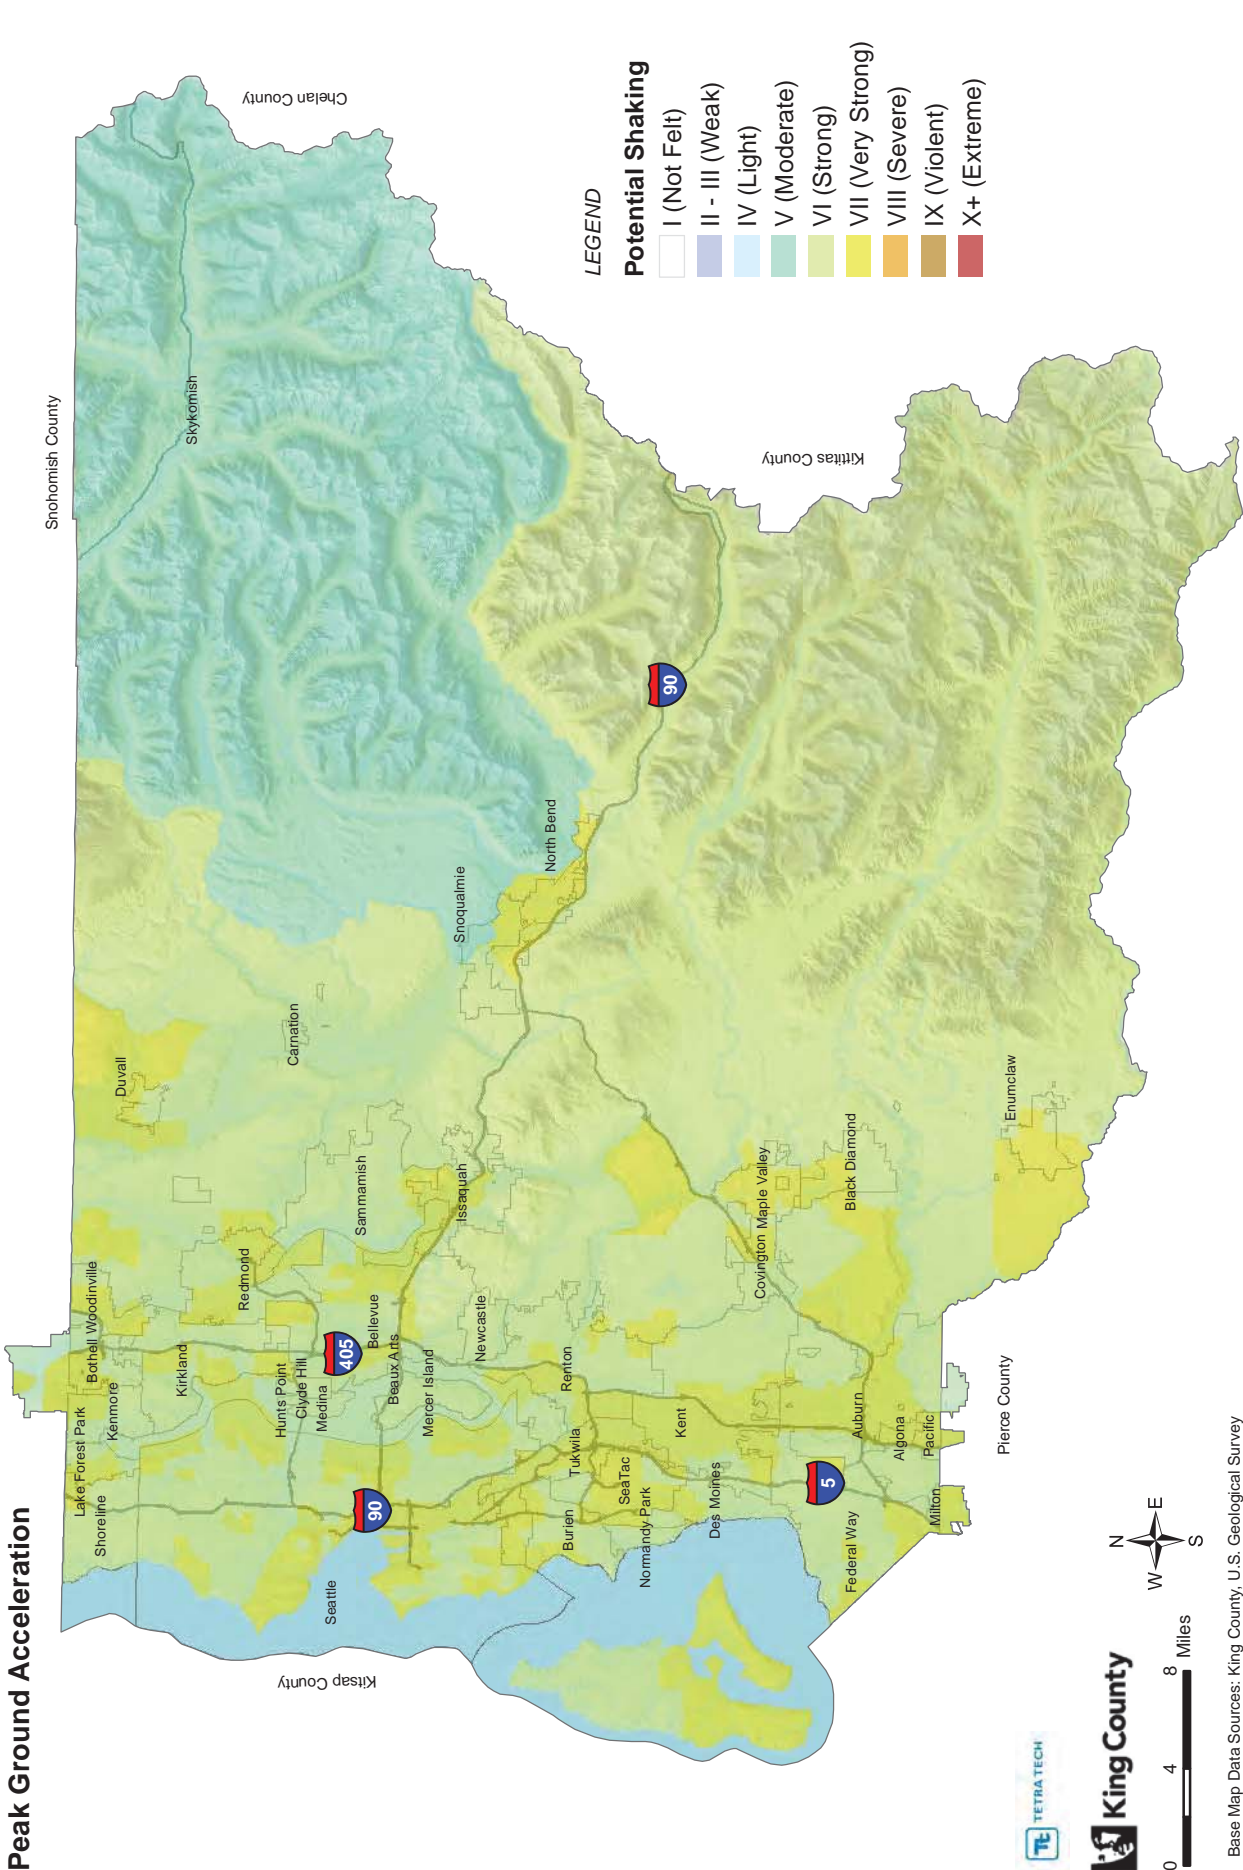 Peak Ground Acceleration
Snohomish County
Chelan County
Kittitas County
Pierce County
Kitsap County
Skykomish
Duvall
Carnation
Snoqualmie
North Bend
Bothell Woodinville
Lake Forest Park
Kenmore
Shoreline
Kirkland
Redmond
Sammamish
Hunts Point
Clyde Hill
Medina
405
Bellevue
Beaux Arts
Issaquah
Mercer Island
Newcastle
Seattle
90
90
Renton
Tukwila
Burien
SeaTac
Normandy Park
Kent
Des Moines
Covington Maple Valley
Black Diamond
Enumclaw
5
Auburn
Algona
Pacific
Federal Way
Milton
LEGEND
Potential Shaking
I (Not Felt)
II - III (Weak)
IV (Light)
V (Moderate)
VI (Strong)
VII (Very Strong)
VIII (Severe)
IX (Violent)
X+ (Extreme)
N
W
E
S
Tt TETRA TECH
King County
0 4 8
Miles
Base Map Data Sources: King County, U.S. Geological Survey